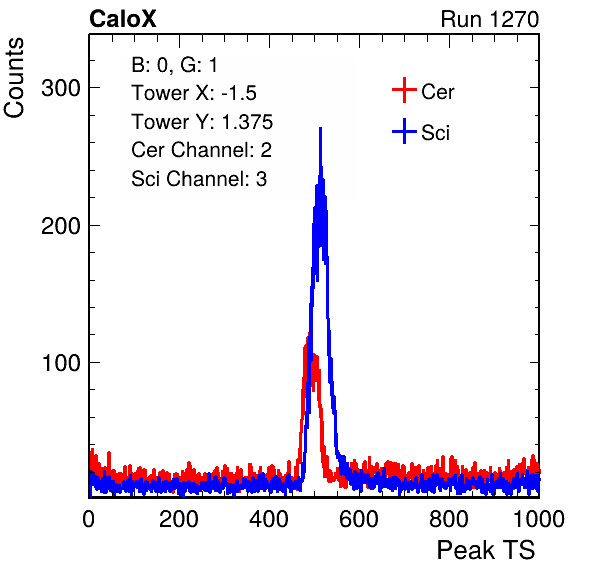 CaloX Run 1270
Counts
B: 0, G: 1
Tower X: -1.5
Tower Y: 1.375
Cer Channel: 2
Sci Channel: 3
Cer
Sci
300
200
100
0 200 400 600 800 1000
Peak TS